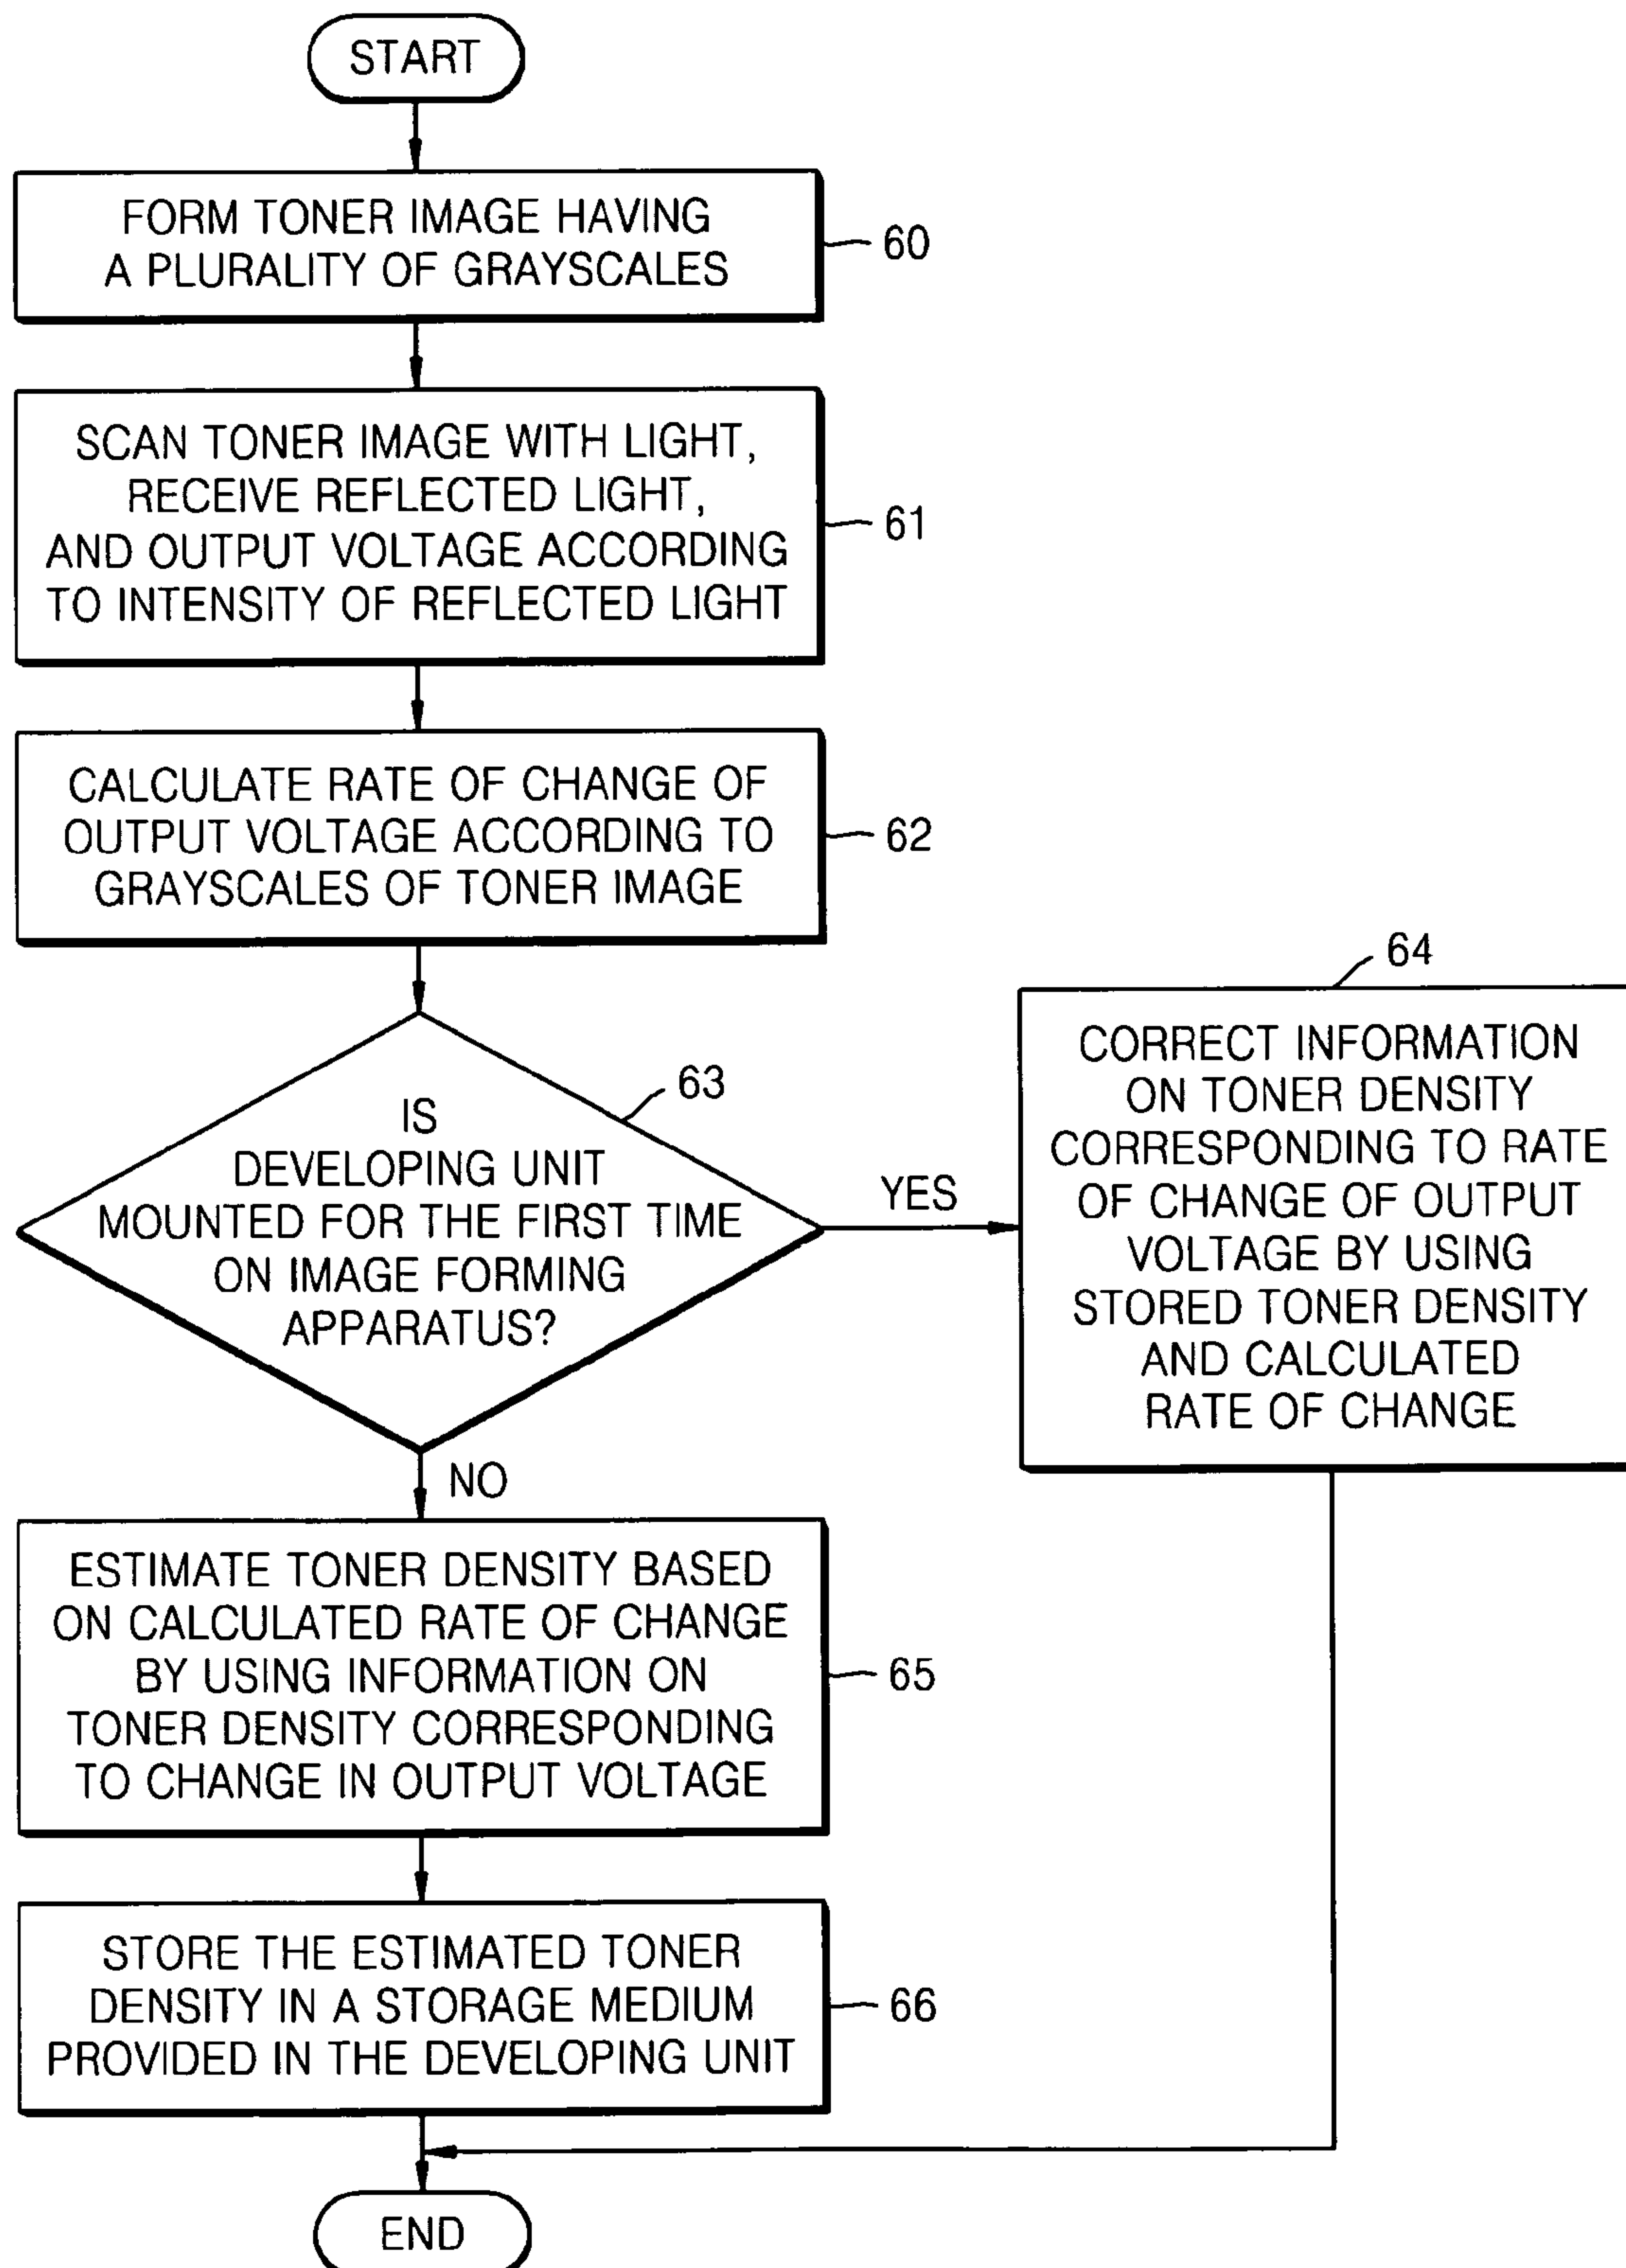 START
FORM TONER IMAGE HAVING
A PLURALITY OF GRAYSCALES
60
SCAN TONER IMAGE WITH LIGHT,
RECEIVE REFLECTED LIGHT,
AND OUTPUT VOLTAGE ACCORDING
TO INTENSITY OF REFLECTED LIGHT
61
CALCULATE RATE OF CHANGE OF
OUTPUT VOLTAGE ACCORDING TO
GRAYSCALES OF TONER IMAGE
62
IS
DEVELOPING UNIT
MOUNTED FOR THE FIRST TIME
ON IMAGE FORMING
APPARATUS?
63
YES
64
CORRECT INFORMATION
ON TONER DENSITY
CORRESPONDING TO RATE
OF CHANGE OF OUTPUT
VOLTAGE BY USING
STORED TONER DENSITY
AND CALCULATED
RATE OF CHANGE
NO
ESTIMATE TONER DENSITY BASED
ON CALCULATED RATE OF CHANGE
BY USING INFORMATION ON
TONER DENSITY CORRESPONDING
TO CHANGE IN OUTPUT VOLTAGE
65
STORE THE ESTIMATED TONER
DENSITY IN A STORAGE MEDIUM
PROVIDED IN THE DEVELOPING UNIT
66
END